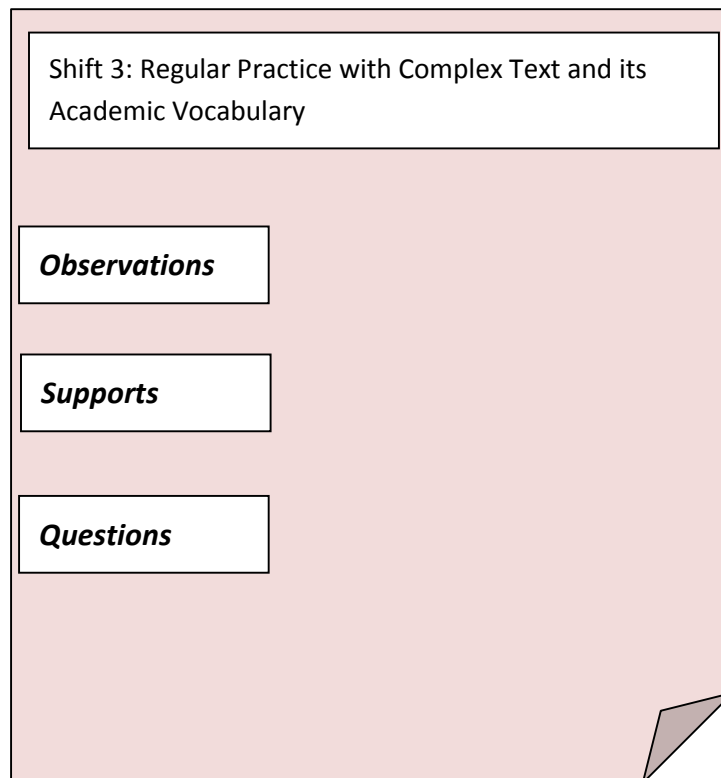 Shift 3: Regular Practice with Complex Text and its
Academic Vocabulary
Observations
Supports
Questions